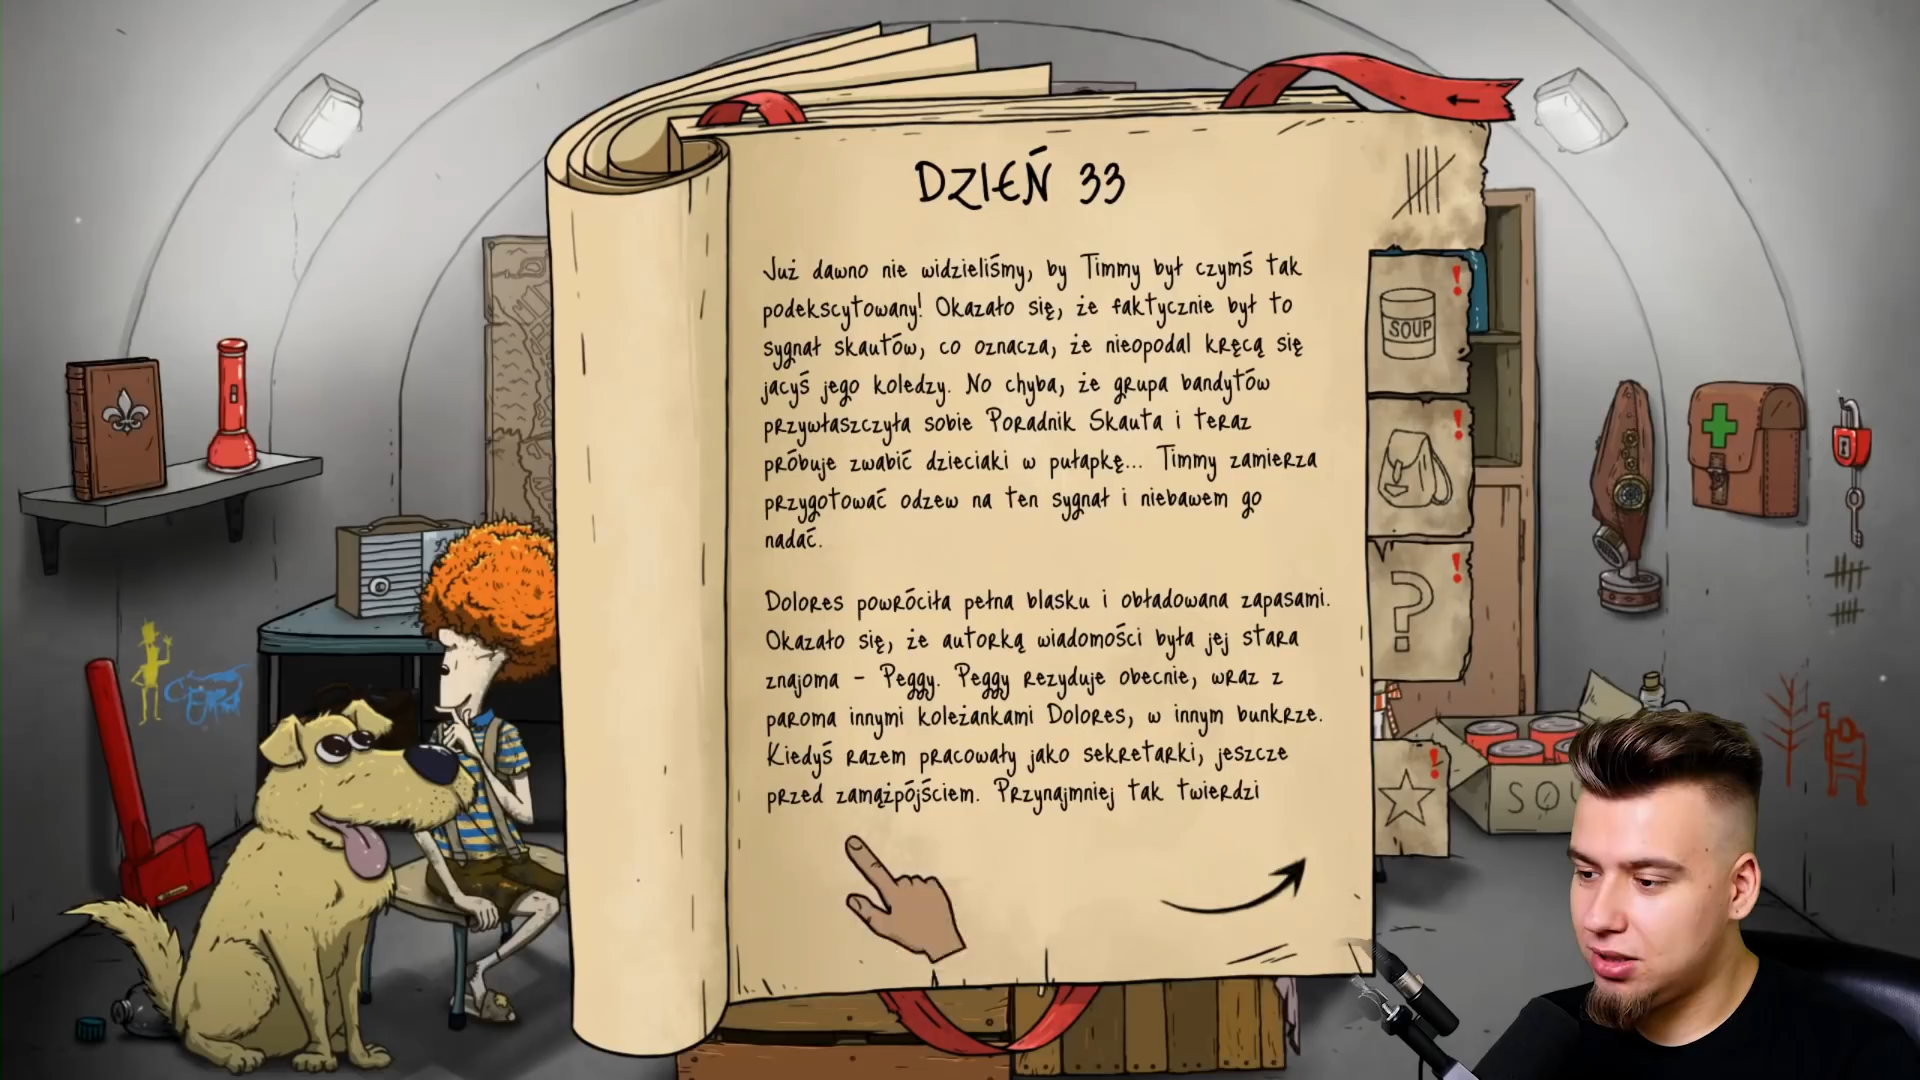 DZIEŃ 33
Już dawno nie widzieliśmy, by Timmy był czymś tak
podekscytowany! Okazało się, że faktycznie był to
sygnał skautów, co oznacza, że nieopodal kręcą się
jacyś jego koledzy. No chyba, że grupa bandytów
przywłaszczyła sobie Poradnik Skauta i teraz
próbuje zwabić dzieciaki w pułapkę... Timmy zamierza
przygotować odzew na ten sygnał i niebawem go
nadać.
Dolores powróciła pełna blasku i obładowana zapasami.
Okazało się, że autorką wiadomości była jej stara
znajoma - Peggy. Peggy rezyduje obecnie, wraz z
paroma innymi koleżankami Dolores, w innym bunkrze.
Kiedyś razem pracowały jako sekretarki, jeszcze
przed zamążpójściem. Przynajmniej tak twierdzi
!
SOUP
!
!
?
!